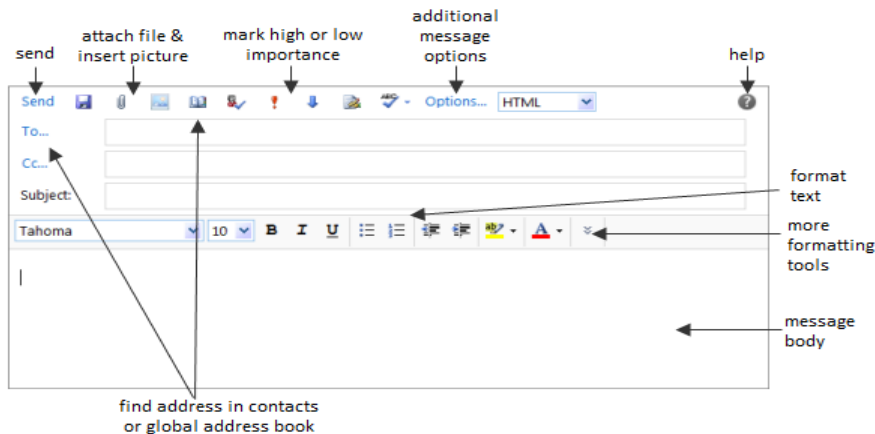 additional
message
options
attach file &
insert picture
mark high or low
importance
send
help
Send
Options...
HTML
?
To...
Cc...
Subject:
format
text
Tahoma
10
B I U
ab
A
more
formatting
tools
message
body
find address in contacts
or global address book